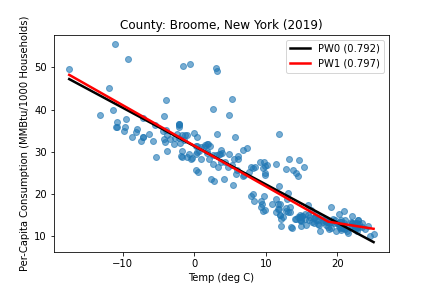 County: Broome, New York (2019)
PW0 (0.792)
PW1 (0.797)
Per-Capita Consumption (MMBtu/1000 Households)
50
40
30
20
10
−10
0
10
20
Temp (deg C)